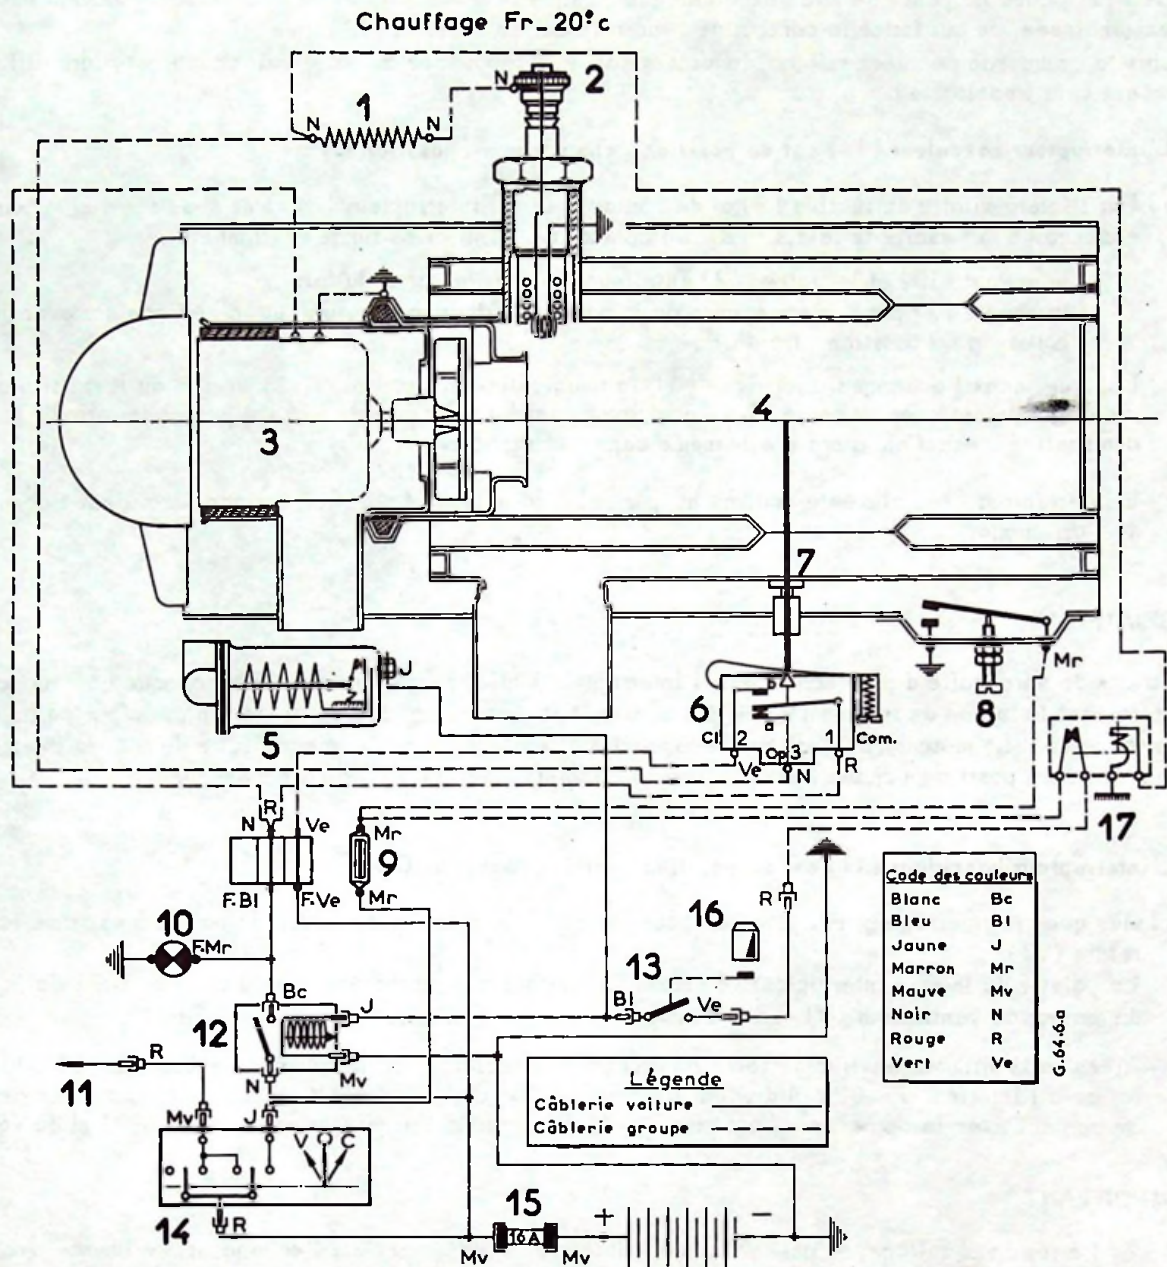 Chauffage Fr_20°c
1
N
N
N
2
3
4
5
J
6
b
a
Cl
2
3
1
Com.
Ve
N
R
7
8
Mr
R
N
Ve
Mr
9
Mr
F.Bl
F.Ve
10
F.Mr
Bc
J
12
N
Mv
11
R
Mv
J
V
C
14
R
13
Bl
Ve
16
R
17
15
16A
Mv
Mv
+
−
Légende
Câblerie voiture
Câblerie groupe
Code des couleurs
Blanc Bc
Bleu Bl
Jaune J
Marron Mr
Mauve Mv
Noir N
Rouge R
Vert Ve
G.64.6.a